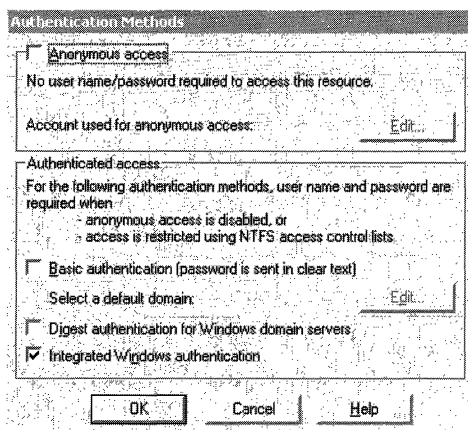 Authentication Methods
Anonymous access
No user name/password required to access this resource.
Account used for anonymous access:
Edit...
Authenticated access
For the following authentication methods, user name and password are
required when
- anonymous access is disabled, or
- access is restricted using NTFS access control lists
Basic authentication (password is sent in clear text)
Select a default domain:
Edit...
Digest authentication for Windows domain servers
Integrated Windows authentication
OK
Cancel
Help